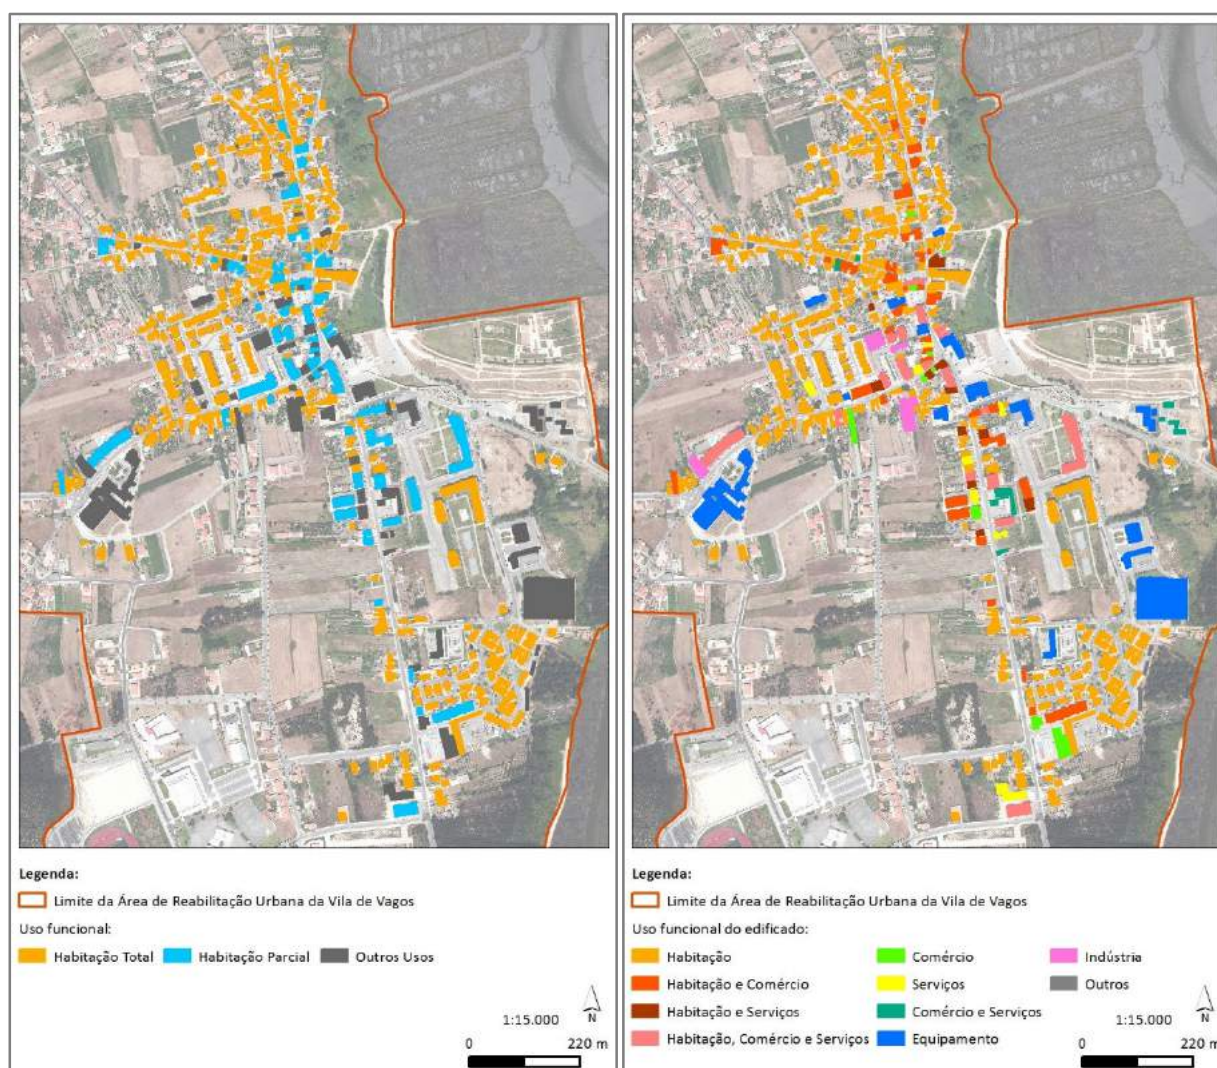 Legenda:
Limite da Área de Reabilitação Urbana da Vila de Vagos
Uso funcional:
Habitação Total Habitação Parcial Outros Usos
1:15.000
N
0 220 m
Legenda:
Limite da Área de Reabilitação Urbana da Vila de Vagos
Uso funcional do edificado:
Habitação Comércio Indústria
Habitação e Comércio Serviços Outros
Habitação e Serviços Comércio e Serviços
Habitação, Comércio e Serviços Equipamento
1:15.000
N
0 220 m